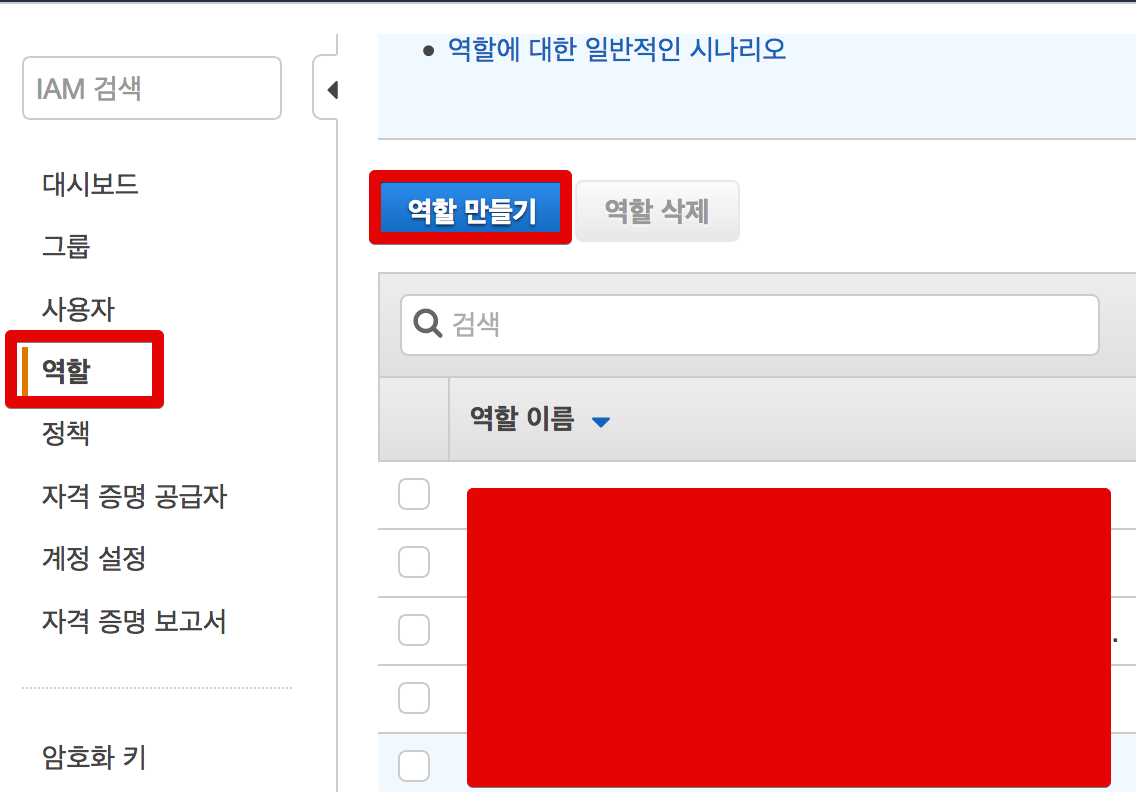 IAM 검색
대시보드
그룹
사용자
역할
정책
자격 증명 공급자
계정 설정
자격 증명 보고서
암호화 키
• 역할에 대한 일반적인 시나리오
역할 만들기
역할 삭제
검색
역할 이름